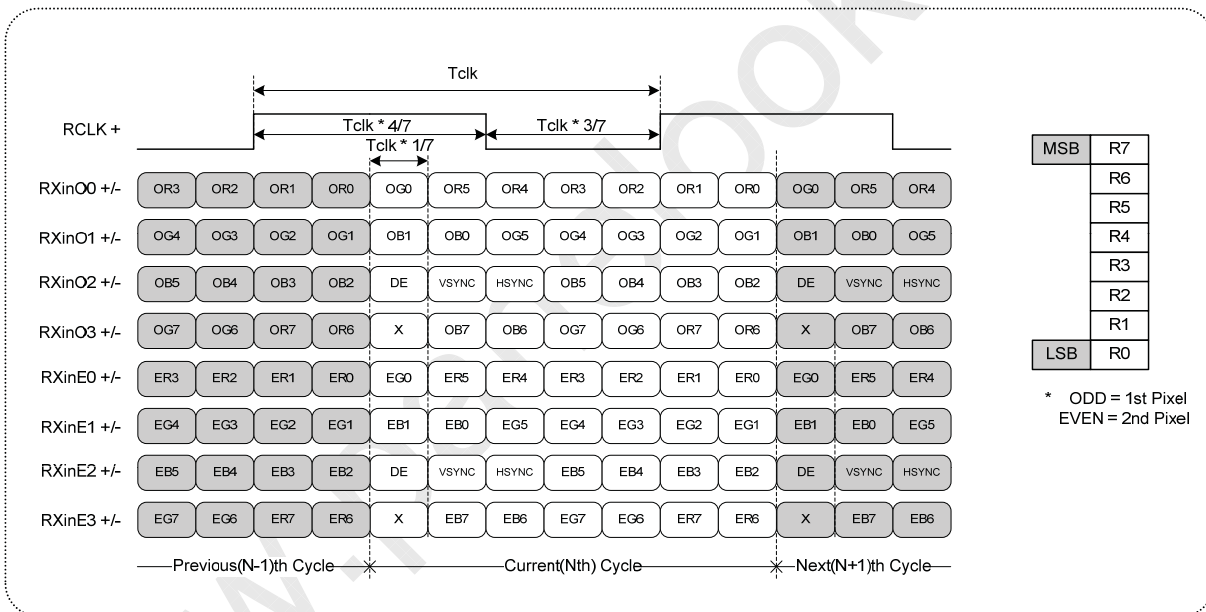 Tclk
RCLK +
Tclk * 4/7
Tclk * 3/7
Tclk * 1/7
RXinO0 +/- OR3 OR2 OR1 OR0 OG0 OR5 OR4 OR3 OR2 OR1 OR0 OG0 OR5 OR4
RXinO1 +/- OG4 OG3 OG2 OG1 OB1 OB0 OG5 OG4 OG3 OG2 OG1 OB1 OB0 OG5
RXinO2 +/- OB5 OB4 OB3 OB2 DE VSYNC HSYNC OB5 OB4 OB3 OB2 DE VSYNC HSYNC
RXinO3 +/- OG7 OG6 OR7 OR6 X OB7 OB6 OG7 OG6 OR7 OR6 X OB7 OB6
RXinE0 +/- ER3 ER2 ER1 ER0 EG0 ER5 ER4 ER3 ER2 ER1 ER0 EG0 ER5 ER4
RXinE1 +/- EG4 EG3 EG2 EG1 EB1 EB0 EG5 EG4 EG3 EG2 EG1 EB1 EB0 EG5
RXinE2 +/- EB5 EB4 EB3 EB2 DE VSYNC HSYNC EB5 EB4 EB3 EB2 DE VSYNC HSYNC
RXinE3 +/- EG7 EG6 ER7 ER6 X EB7 EB6 EG7 EG6 ER7 ER6 X EB7 EB6
Previous(N-1)th Cycle Current(Nth) Cycle Next(N+1)th Cycle
MSB R7
R6
R5
R4
R3
R2
R1
LSB R0
* ODD = 1st Pixel
EVEN = 2nd Pixel